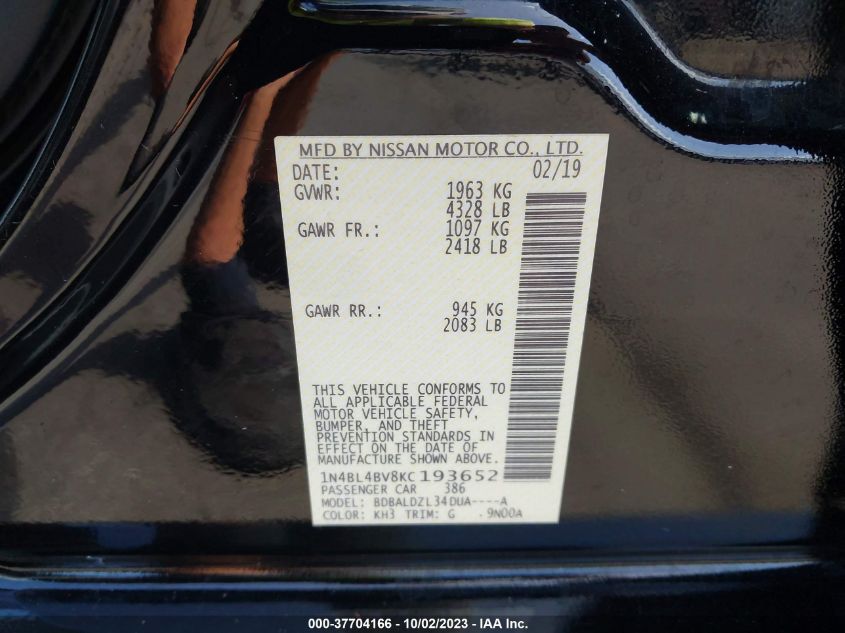 MFD BY NISSAN MOTOR CO., LTD.
DATE: 02/19
GVWR: 1963 KG
4328 LB
GAWR FR.: 1097 KG
2418 LB
GAWR RR.: 945 KG
2083 LB
THIS VEHICLE CONFORMS TO
ALL APPLICABLE FEDERAL
MOTOR VEHICLE SAFETY,
BUMPER, AND THEFT
PREVENTION STANDARDS IN
EFFECT ON THE DATE OF
MANUFACTURE SHOWN ABOVE.
1N4BL4BV8KC193652
PASSENGER CAR 386
MODEL: BDBALDZL34DUA----A
COLOR: KH3 TRIM: G - 9N00A
000-37704166 - 10/02/2023 - IAA Inc.